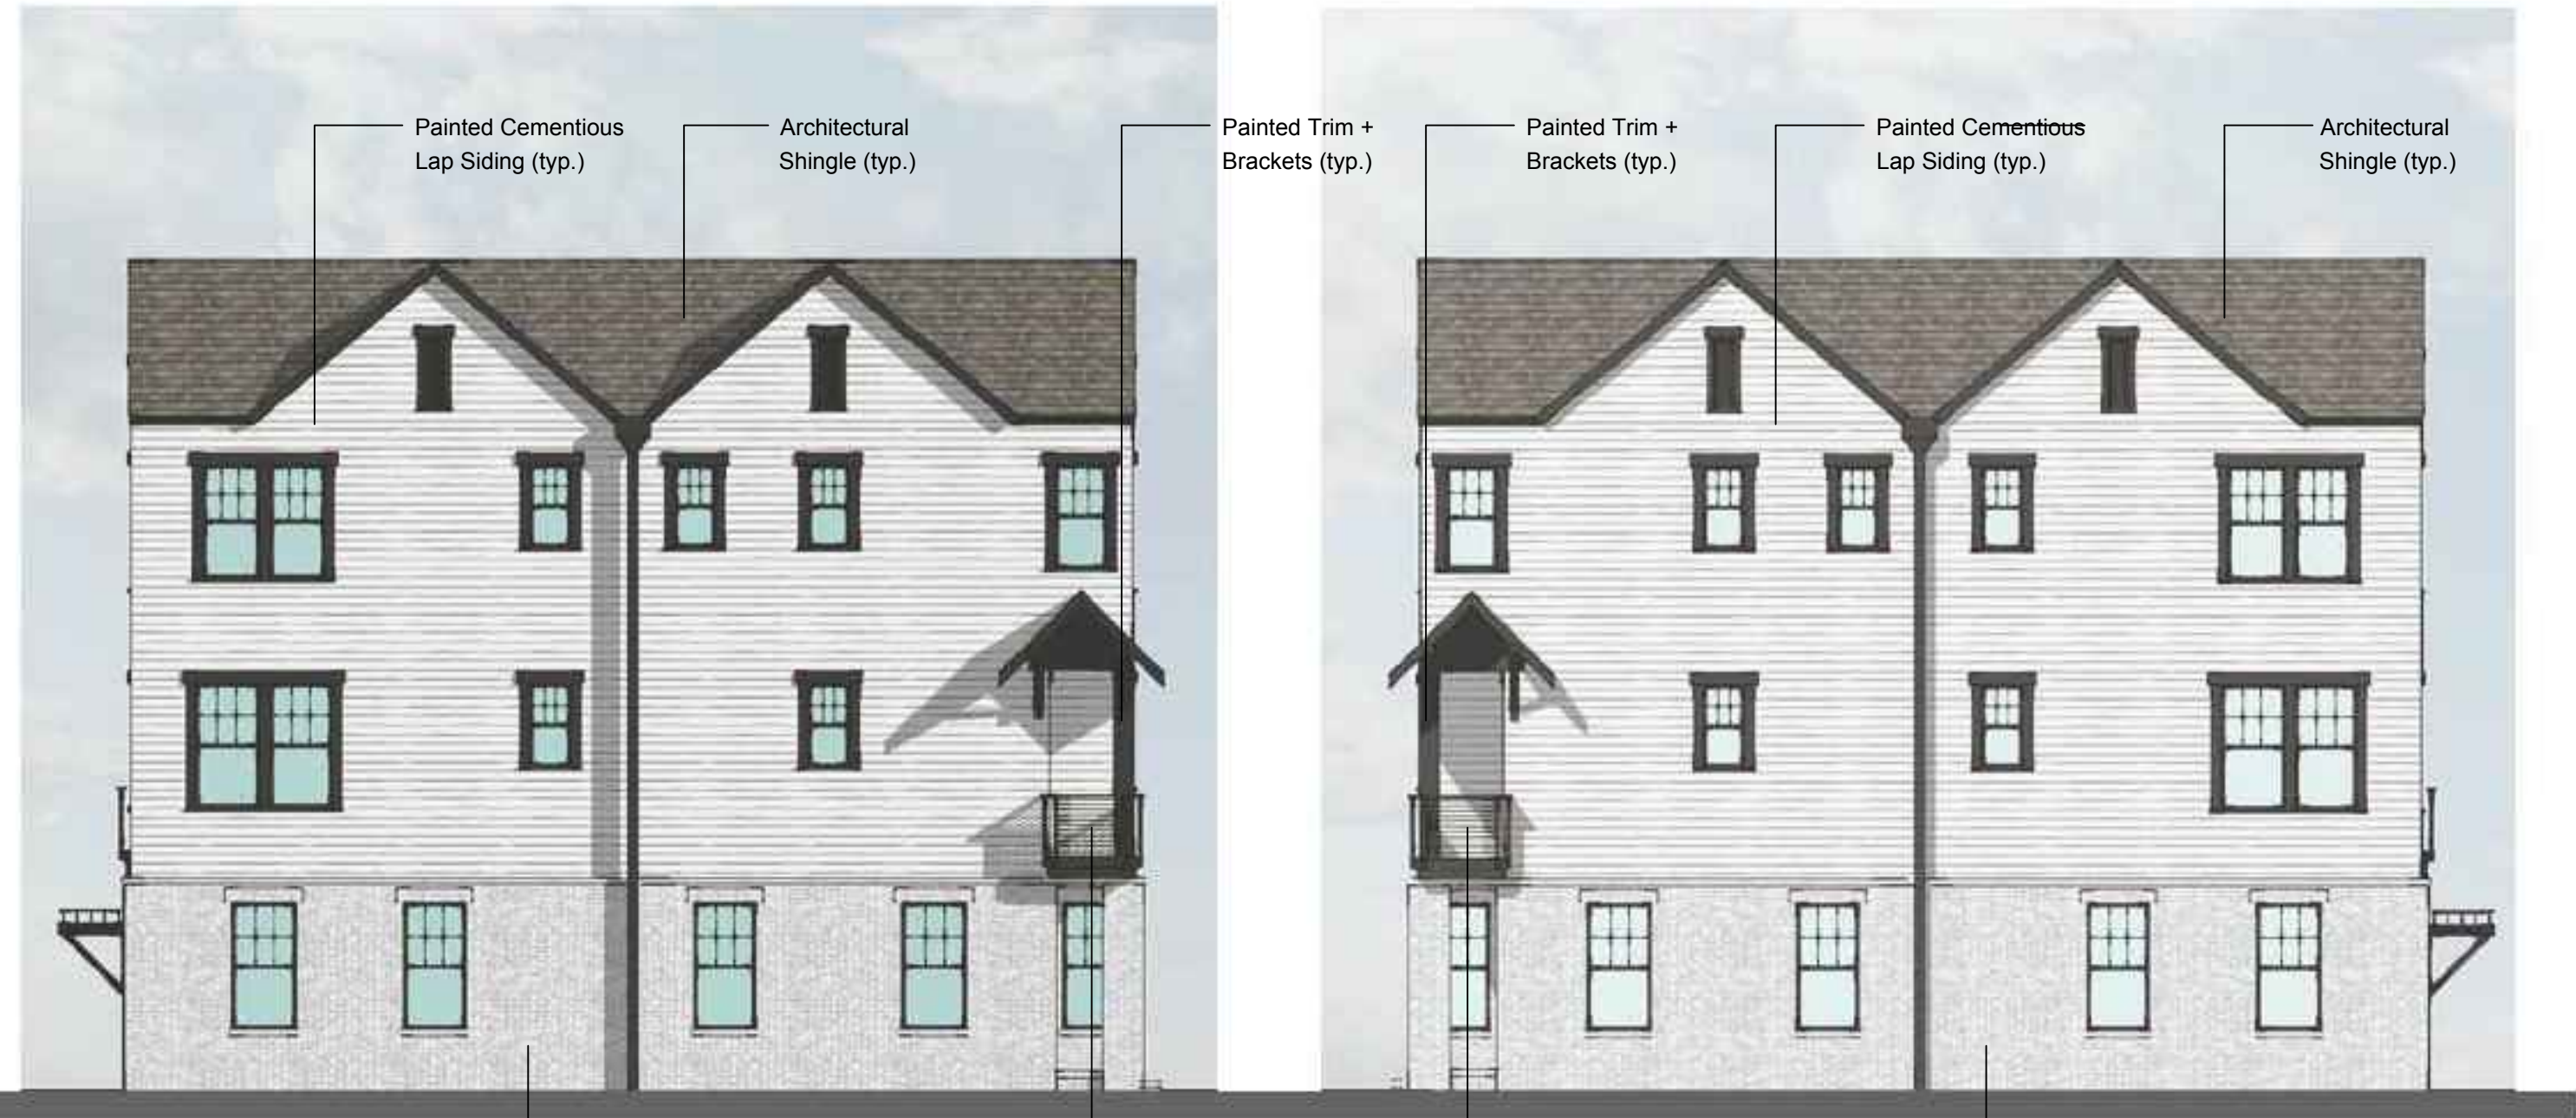 Painted Cementious
Lap Siding (typ.)
Architectural
Shingle (typ.)
Painted Trim +
Brackets (typ.)
Painted Trim +
Brackets (typ.)
Painted Cementious
Lap Siding (typ.)
Architectural
Shingle (typ.)